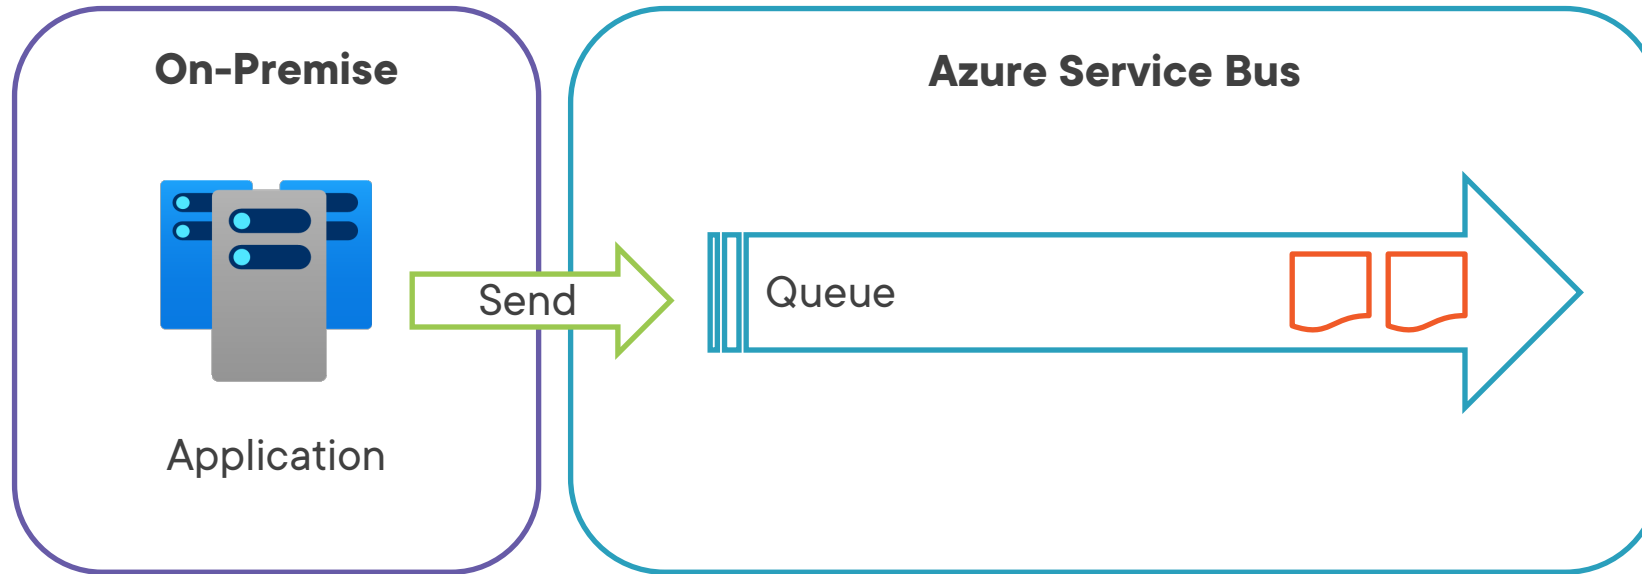 On-Premise
Azure Service Bus
Send
Queue
Application